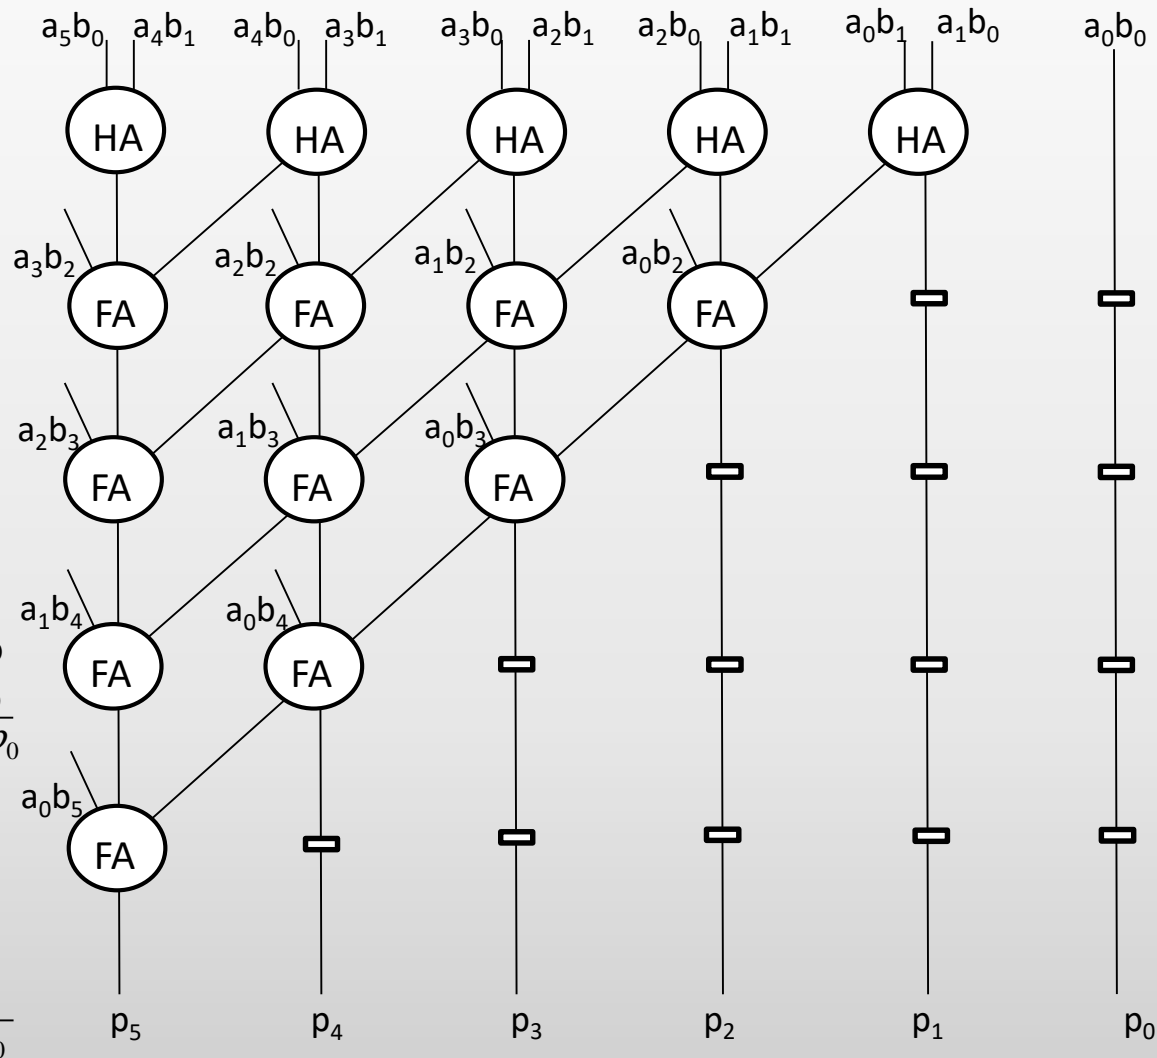 a₅b₀ a₄b₁ a₄b₀ a₃b₁ a₃b₀ a₂b₁ a₂b₀ a₁b₁ a₀b₁ a₁b₀ a₀b₀
HA HA HA HA HA
a₃b₂ a₂b₂ a₁b₂ a₀b₂
FA FA FA FA
a₂b₃ a₁b₃ a₀b₃
FA FA FA
a₁b₄ a₀b₄
FA FA
a₀b₅
FA
p₅ p₄ p₃ p₂ p₁ p₀